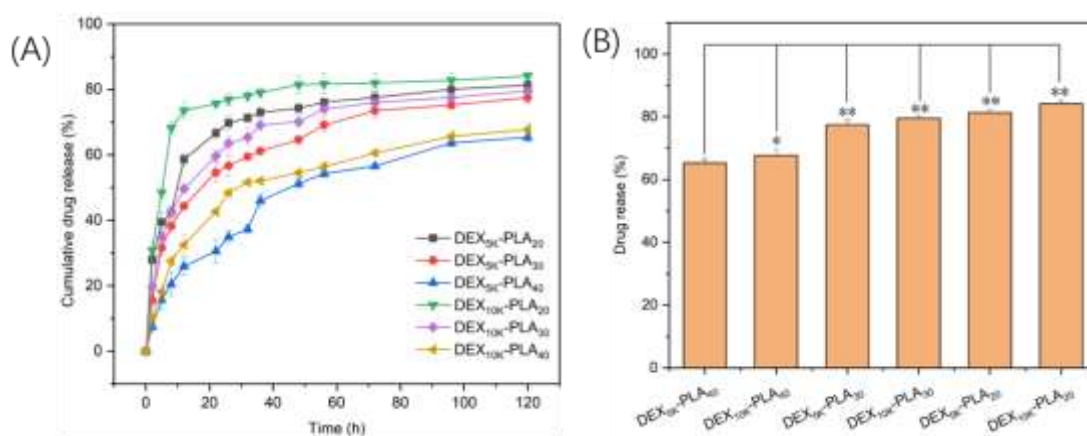 (A)
100
80
60
40
20
0
Cumulative drug release (%)
DEX5K-PLA20
DEX5K-PLA30
DEX5K-PLA40
DEX10K-PLA20
DEX10K-PLA30
DEX10K-PLA40
0 20 40 60 80 100 120
Time (h)
(B)
100
80
60
40
20
0
Drug rease (%)
* ** ** ** **
DEX5K-PLA40 DEX10K-PLA40 DEX5K-PLA30 DEX10K-PLA30 DEX5K-PLA20 DEX10K-PLA20